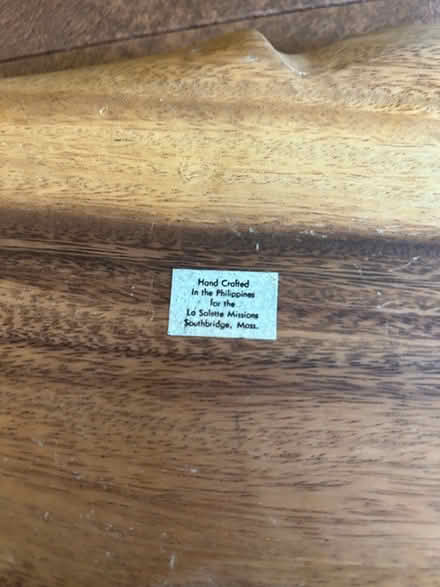 Hand Crafted
In the Philippines
for the
La Salette Missions
Southbridge, Mass.